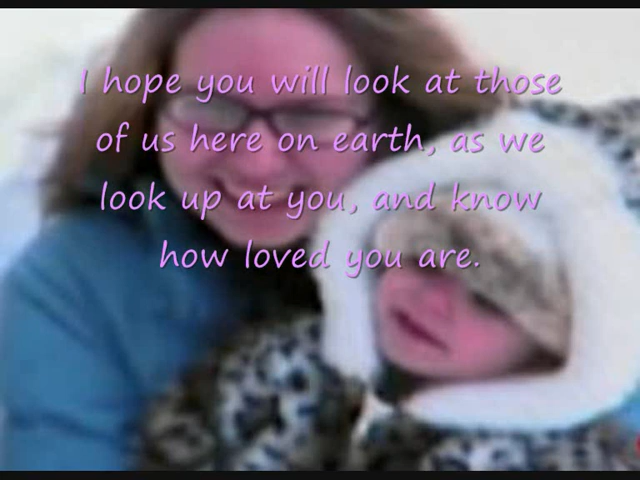 I hope you will look at those
of us here on earth, as we
look up at you, and know
how loved you are.